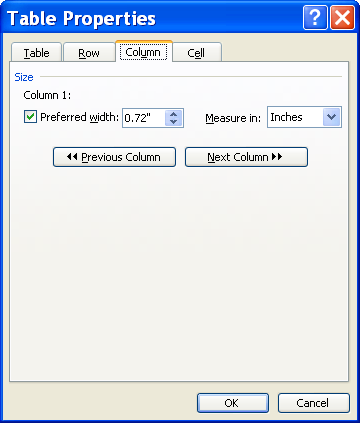 Table Properties
Table Row Column Cell
Size
Column 1:
Preferred width: 0.72" Measure in: Inches
Previous Column Next Column
OK Cancel